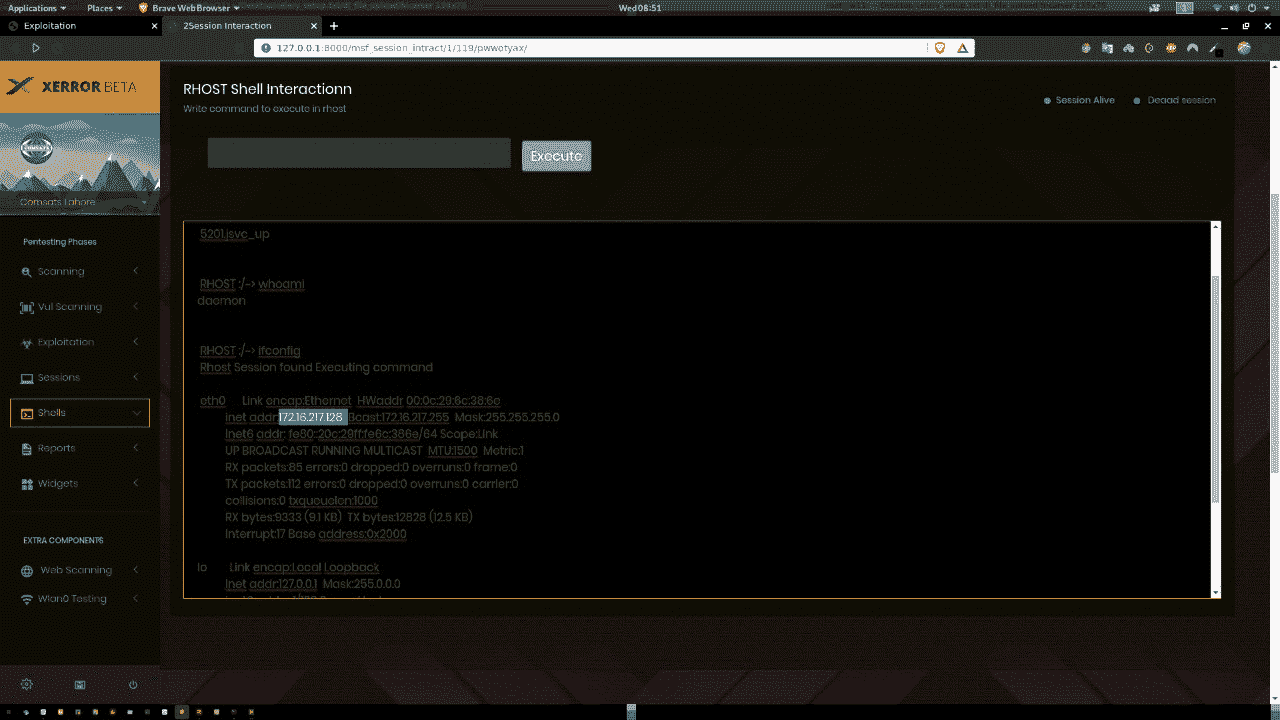 Applications
Places
Brave Web Browser
Wed 08:51
1
Exploitation
2Session Interaction
127.0.0.1:8000/msf_session_intract/1/119/pwwotyax/
XERROR BETA
COMSATS
Comsats Lahore
Pentesting Phases
Scanning
Vul Scanning
Exploitation
Sessions
Shells
Reports
Widgets
EXTRA COMPONENTS
Web Scanning
Wlan0 Testing
RHOST Shell Interactionn
Write command to execute in rhost
Session Alive
Deaad session
Execute
5201.jsvc_up
RHOST :/~> whoami
daemon
RHOST :/~> ifconfig
Rhost Session found Executing command
eth0 Link encap:Ethernet HWaddr 00:0c:29:6c:38:6e
inet addr:172.16.217.128 Bcast:172.16.217.255 Mask:255.255.255.0
inet6 addr: fe80::20c:29ff:fe6c:386e/64 Scope:Link
UP BROADCAST RUNNING MULTICAST MTU:1500 Metric:1
RX packets:85 errors:0 dropped:0 overruns:0 frame:0
TX packets:112 errors:0 dropped:0 overruns:0 carrier:0
collisions:0 txqueuelen:1000
RX bytes:9333 (9.1 KB) TX bytes:12828 (12.5 KB)
Interrupt:17 Base address:0x2000
lo Link encap:Local Loopback
inet addr:127.0.0.1 Mask:255.0.0.0